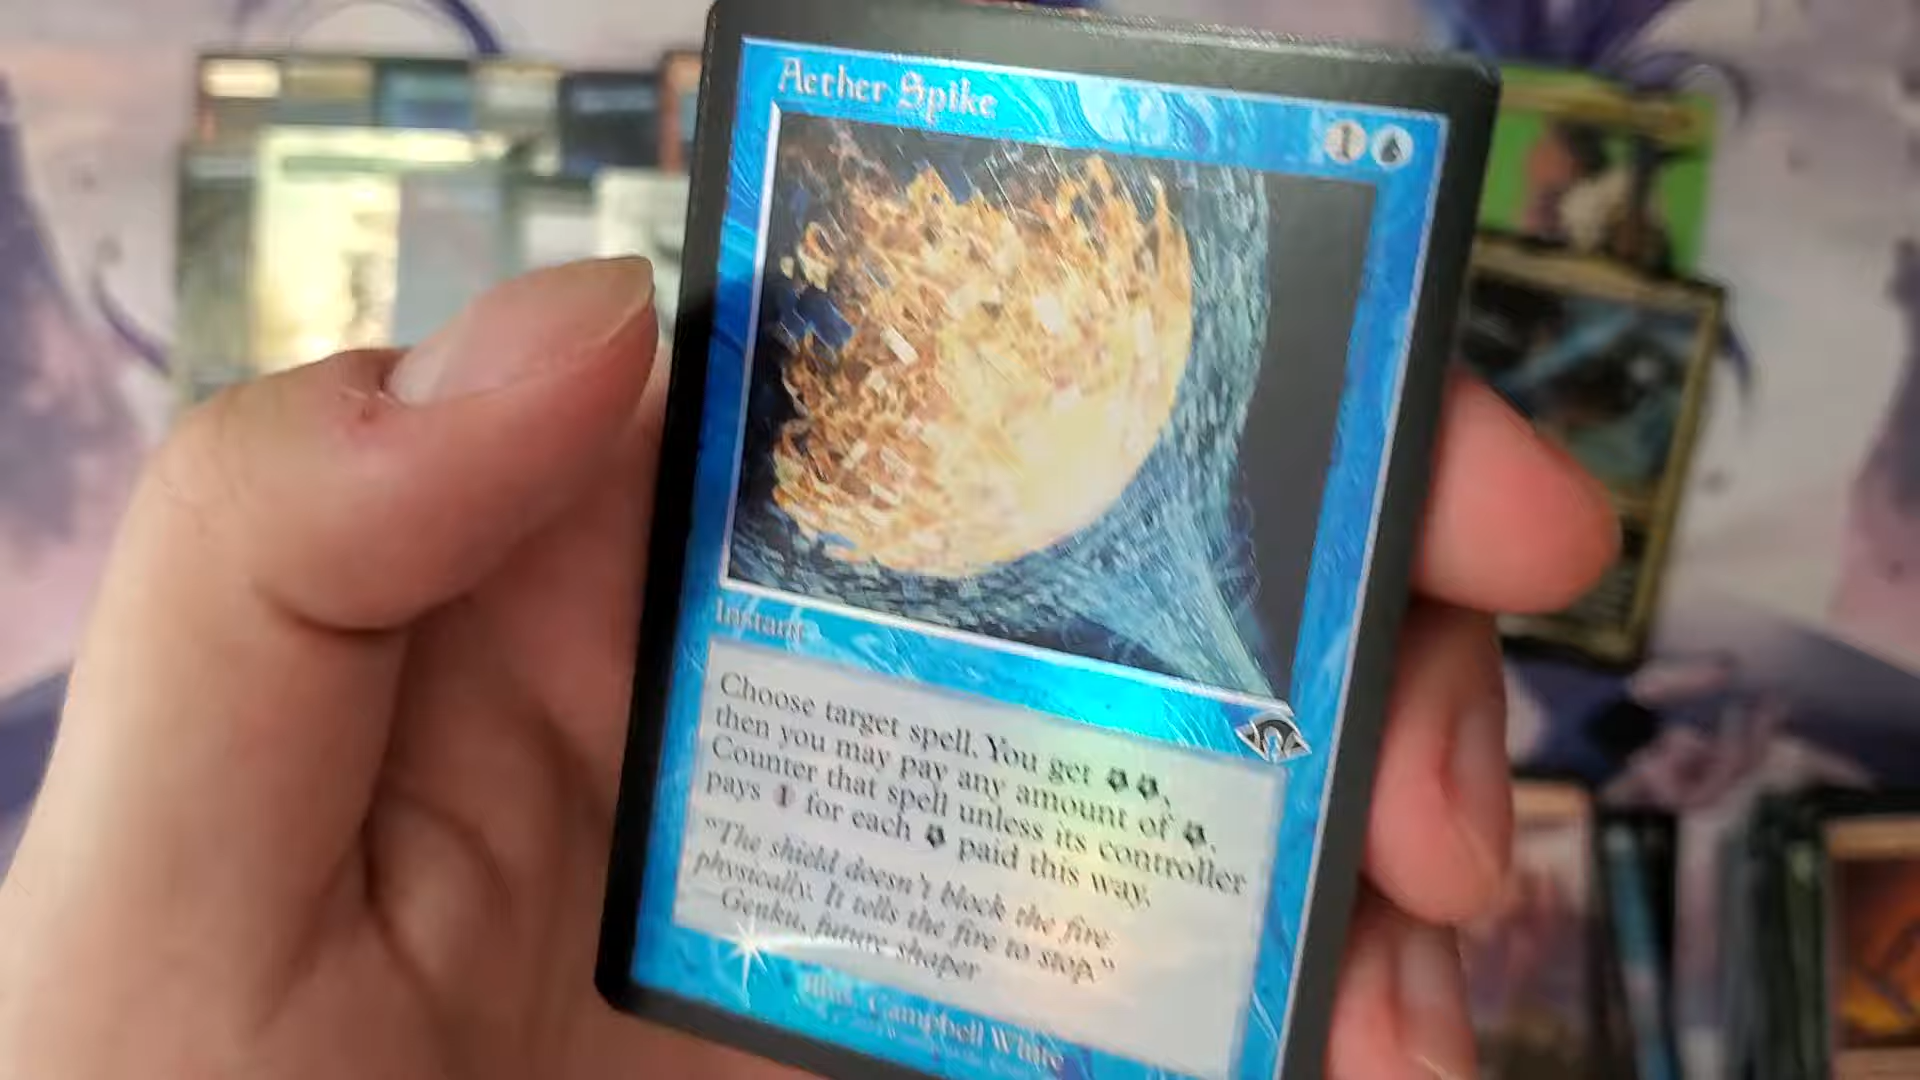 Aether Spike
1
Instant
Choose target spell. You get
then you may pay any amount of
Counter that spell unless its controller
pays 1 for each paid this way.
"The shield doesn't block the fire
physically. It tells the fire to stop."
Genku, future shaper
Illus. Campbell White